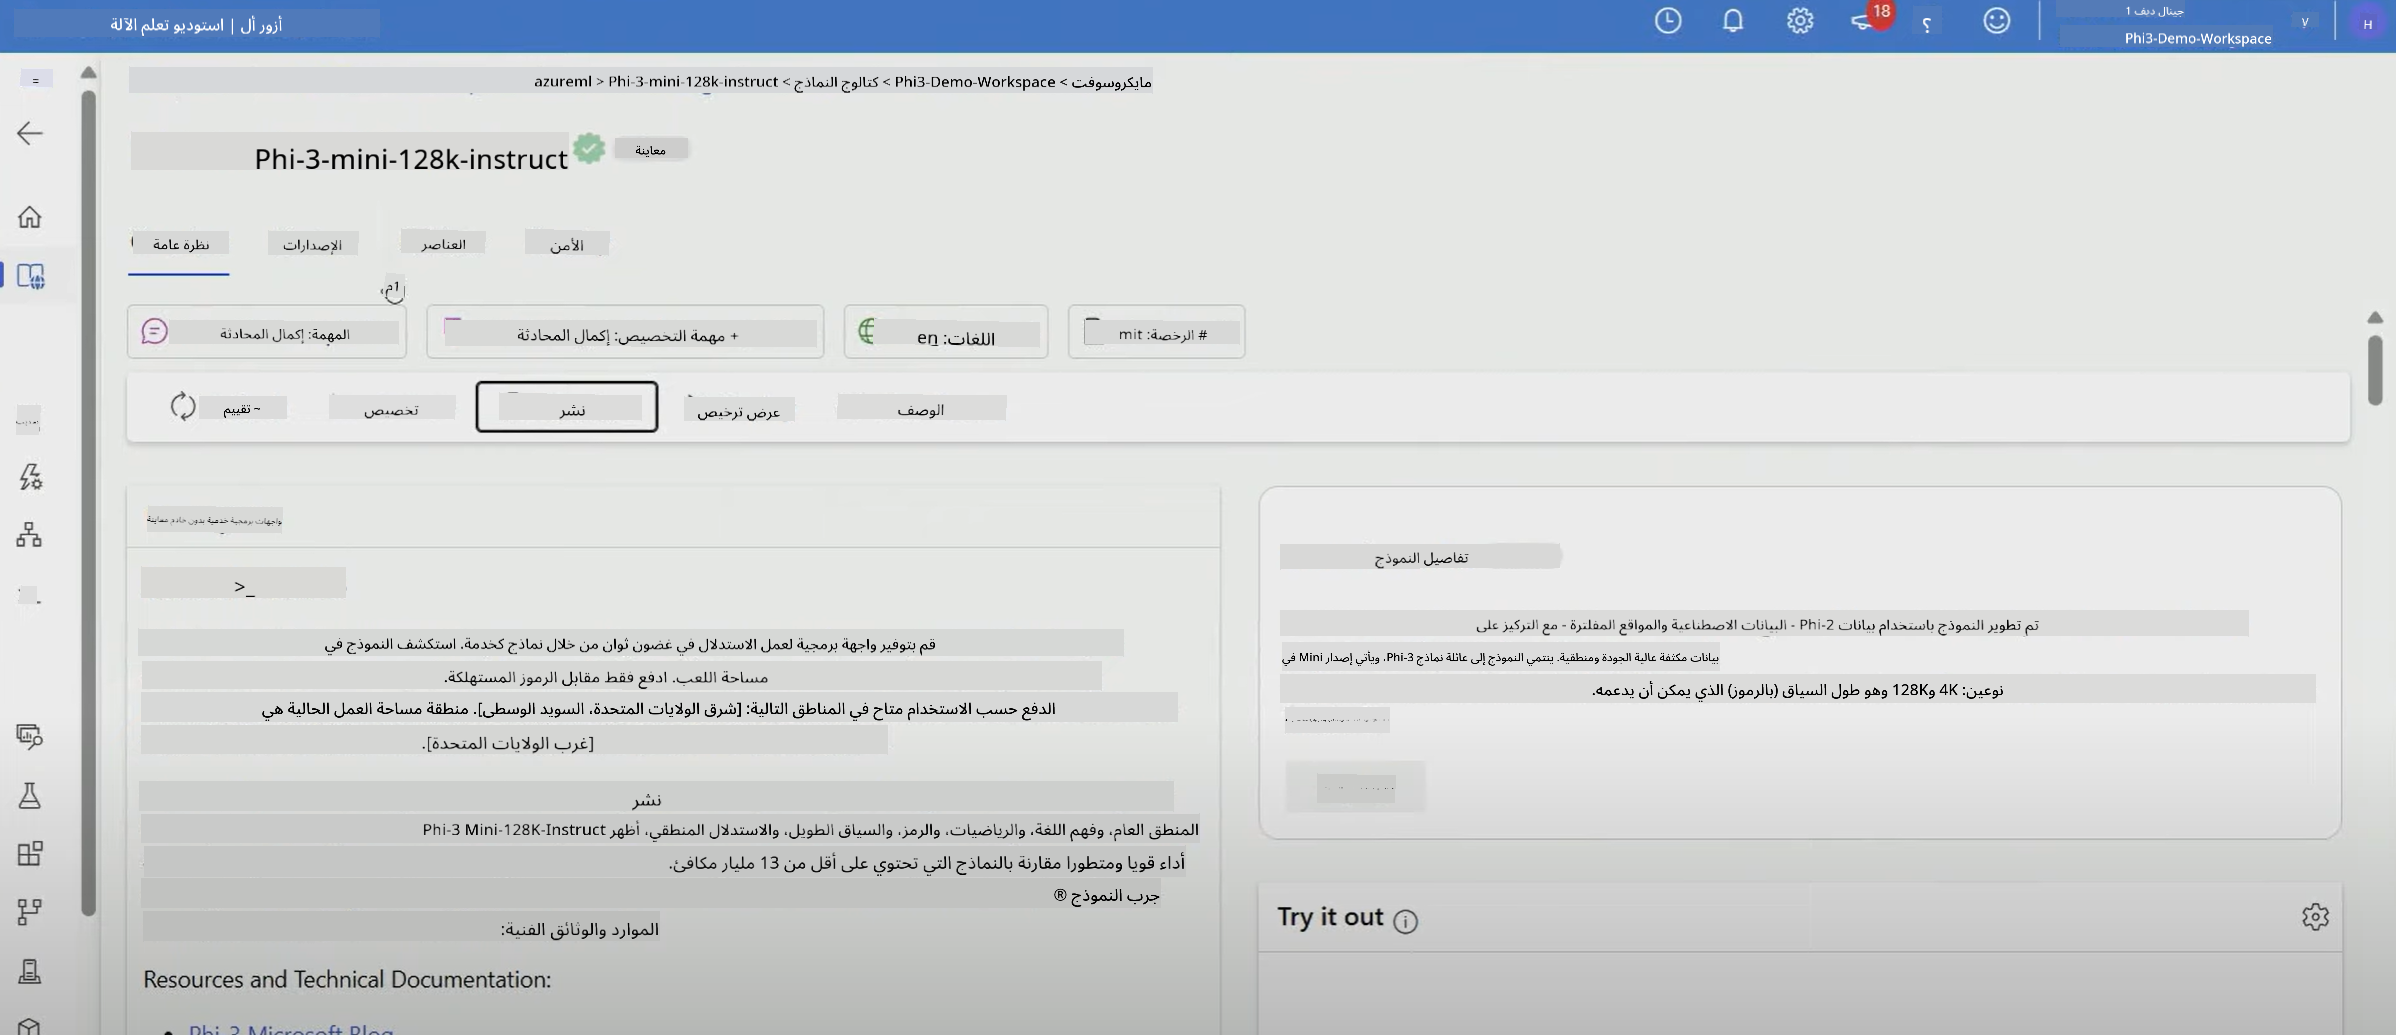 أزور أل | استوديو تعلم الآلة
18
؟
جينال ديف 1
Phi3-Demo-Workspace
V
H
=
مايكروسوفت > Phi3-Demo-Workspace > كتالوج النماذج > azureml > Phi-3-mini-128k-instruct
Phi-3-mini-128k-instruct
معاينة
نظرة عامة
الإصدارات
العناصر
الأمن
المهمة: إكمال المحادثة
+ مهمة التخصيص: إكمال المحادثة
اللغات: en
# الرخصة: mit
~ تقييم
تخصيص
نشر
عرض ترخيص
الوصف
واجهات برمجية خدمية بدون خادم معاينة
>_
قم بتوفير واجهة برمجية لعمل الاستدلال في غضون ثوان من خلال نماذج كخدمة. استكشف النموذج في
مساحة اللعب. ادفع فقط مقابل الرموز المستهلكة.
الدفع حسب الاستخدام متاح في المناطق التالية: [شرق الولايات المتحدة، السويد الوسطى]. منطقة مساحة العمل الحالية هي
[غرب الولايات المتحدة].
نشر
المنطق العام، وفهم اللغة، والرياضيات، والرمز، والسياق الطويل، والاستدلال المنطقي، أظهر Phi-3 Mini-128K-Instruct
أداء قويا ومتطورا مقارنة بالنماذج التي تحتوي على أقل من 13 مليار مكافئ.
جرب النموذج ®
الموارد والوثائق الفنية:
Resources and Technical Documentation:
Phi-3 Microsoft Blog
تفاصيل النموذج
تم تطوير النموذج باستخدام بيانات Phi-2 - البيانات الاصطناعية والمواقع المفلترة - مع التركيز على
بيانات مكثفة عالية الجودة ومنطقية. ينتمي النموذج إلى عائلة نماذج Phi-3، ويأتي إصدار Mini في
نوعين: 4K و128K وهو طول السياق (بالرموز) الذي يمكن أن يدعمه.
Try it out